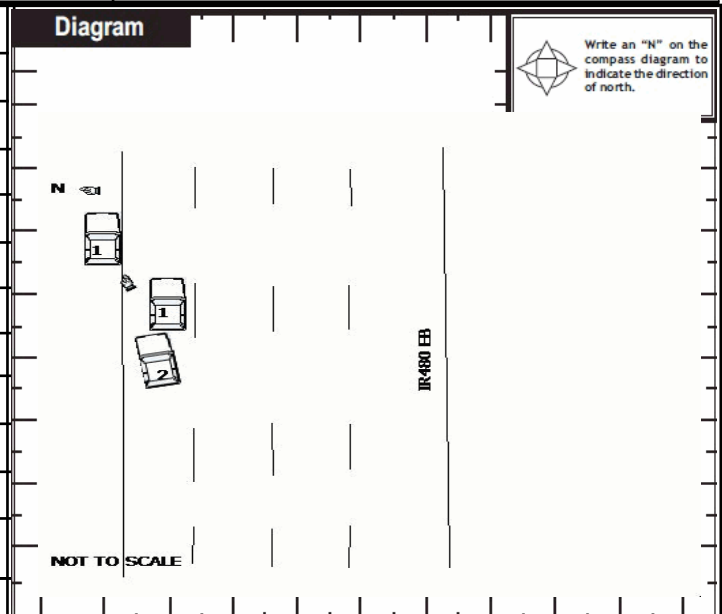 Diagram
Write an “N” on the
compass diagram to
indicate the direction
of north.
N
1
1
2
IR480 EB
NOT TO SCALE